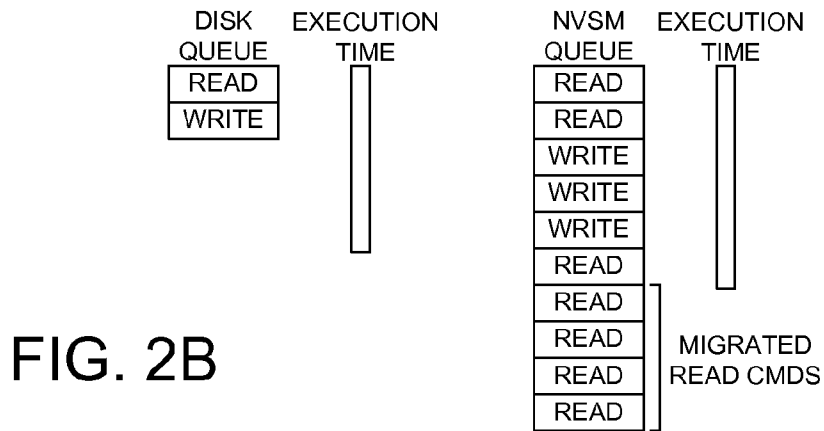 DISK QUEUE
EXECUTION TIME
READ
WRITE
NVSM QUEUE
EXECUTION TIME
READ
READ
WRITE
WRITE
WRITE
READ
READ
READ
READ
READ
MIGRATED
READ CMDS
FIG. 2B